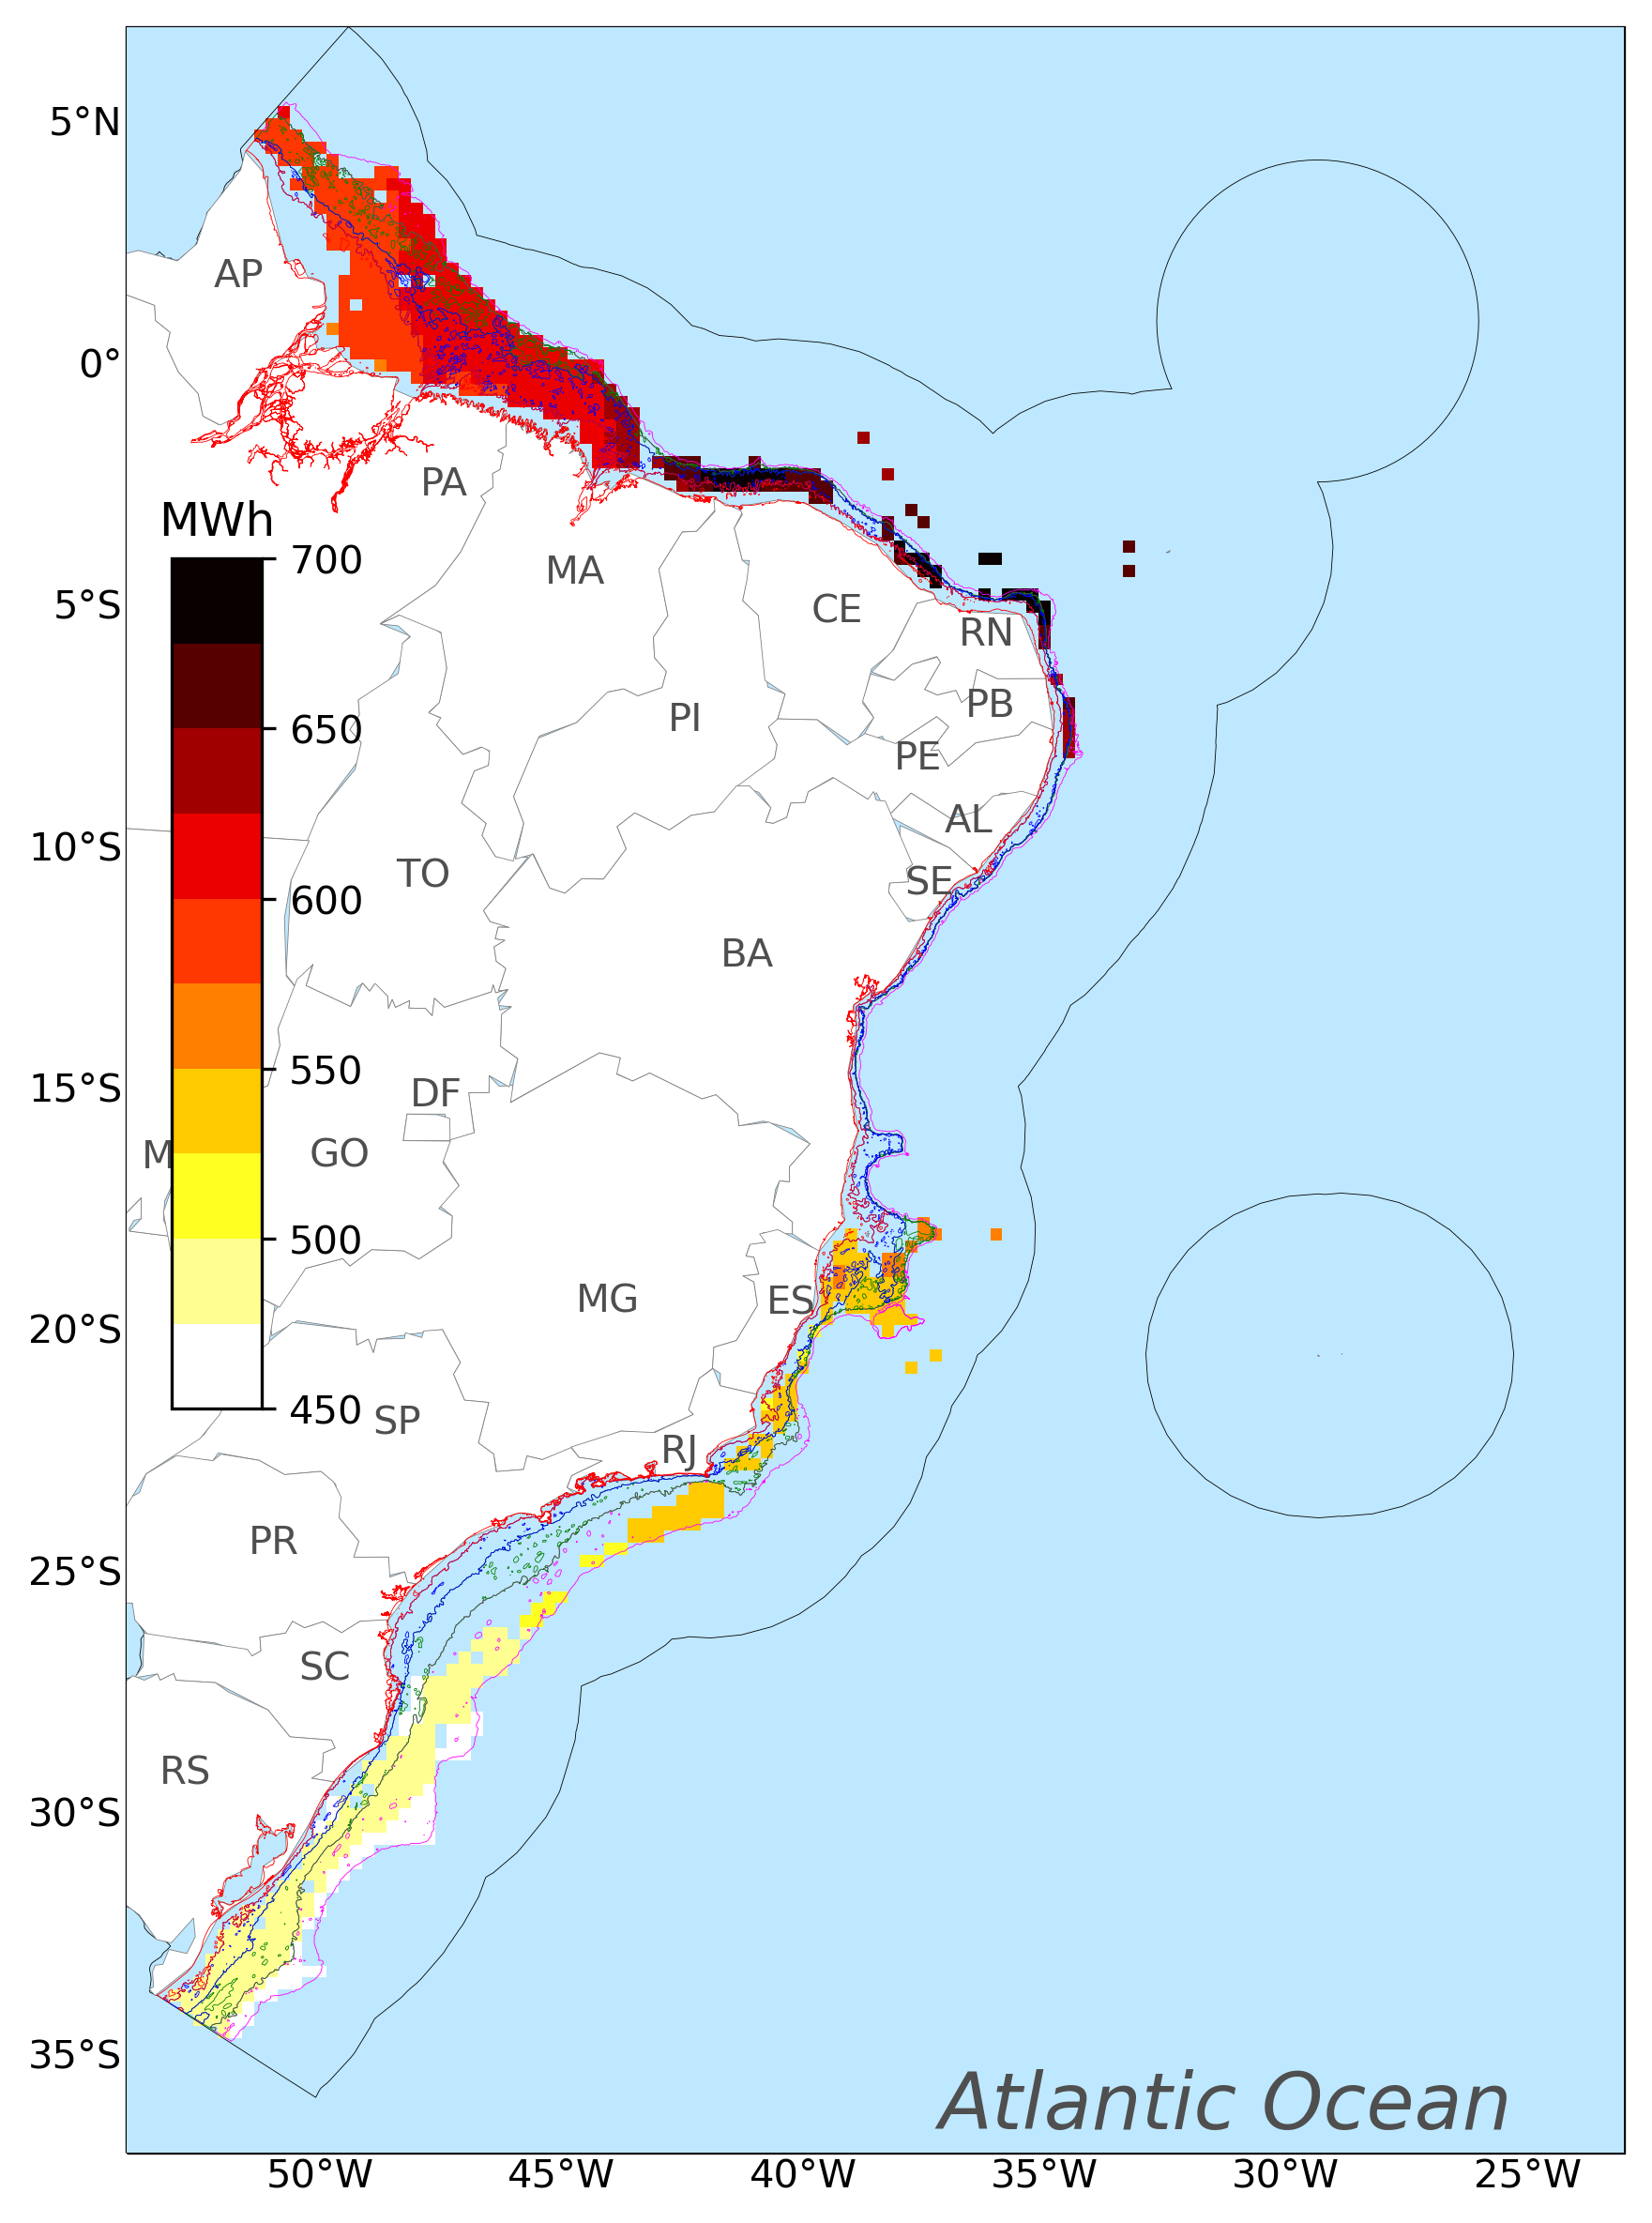 5°N
AP
0°
PA
MWh
700
MA
5°S
CE
RN
650
PI
PB
PE
AL
10°S
TO
SE
600
BA
550
DF
15°S
M
GO
500
MG
ES
20°S
450
SP
RJ
PR
25°S
SC
RS
30°S
35°S
Atlantic Ocean
50°W 45°W 40°W 35°W 30°W 25°W